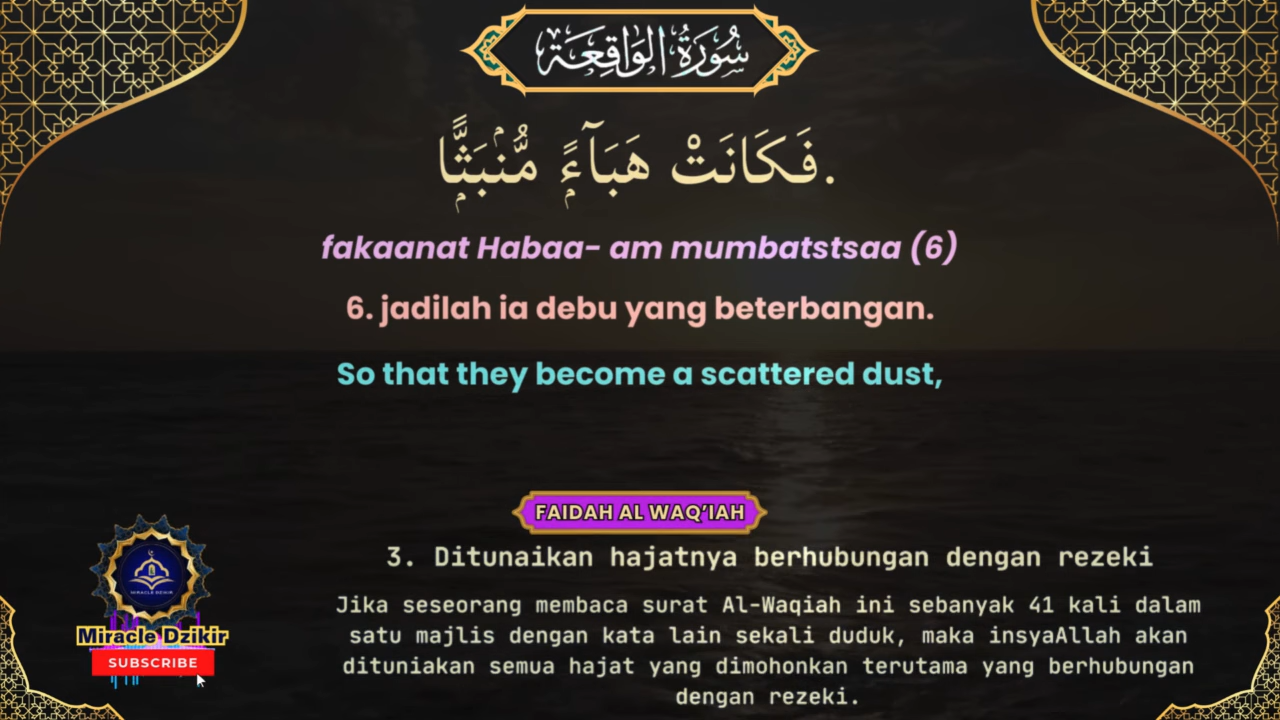 سُورَةُ الوَاقِعَة
فَكَانَتْ هَبَآءًۭ مُّنۢبَثًّۭا.
fakaanat Habaa- am mumbatstsaa (6)
6. jadilah ia debu yang beterbangan.
So that they become a scattered dust,
FAIDAH AL WAQ'IAH
3. Ditunaikan hajatnya berhubungan dengan rezeki
Jika seseorang membaca surat Al-Waqiah ini sebanyak 41 kali dalam
satu majlis dengan kata lain sekali duduk, maka insyaAllah akan
dituniakan semua hajat yang dimohonkan terutama yang berhubungan
dengan rezeki.
MIRACLE DZIKIR
Miracle Dzikir
SUBSCRIBE